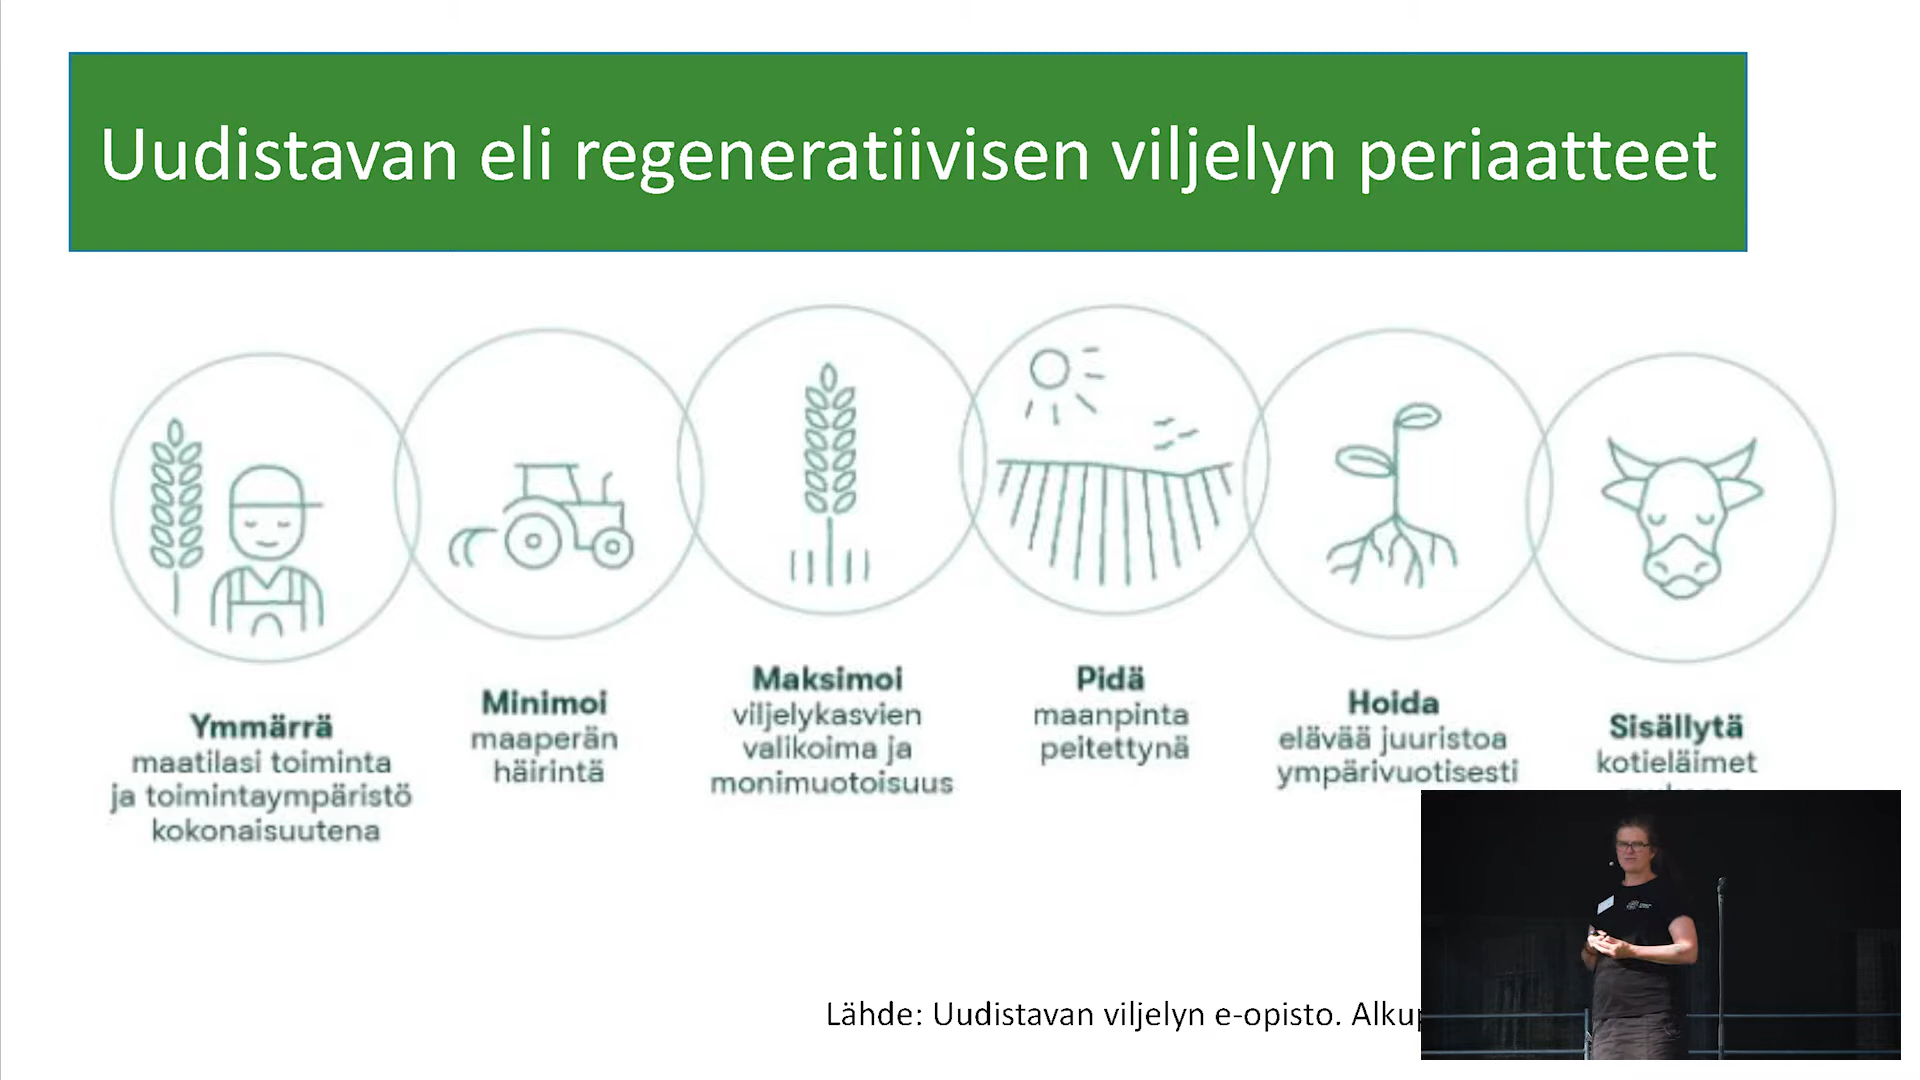 Uudistavan eli regeneratiivisen viljelyn periaatteet
Ymmärrä
maatilasi toiminta
ja toimintaympäristö
kokonaisuutena
Minimoi
maaperän
häirintä
Maksimoi
viljelykasvien
valikoima ja
monimuotoisuus
Pidä
maanpinta
peitettynä
Hoida
elävää juuristoa
ympärivuotisesti
Sisällytä
kotieläimet
Lähde: Uudistavan viljelyn e-opisto.